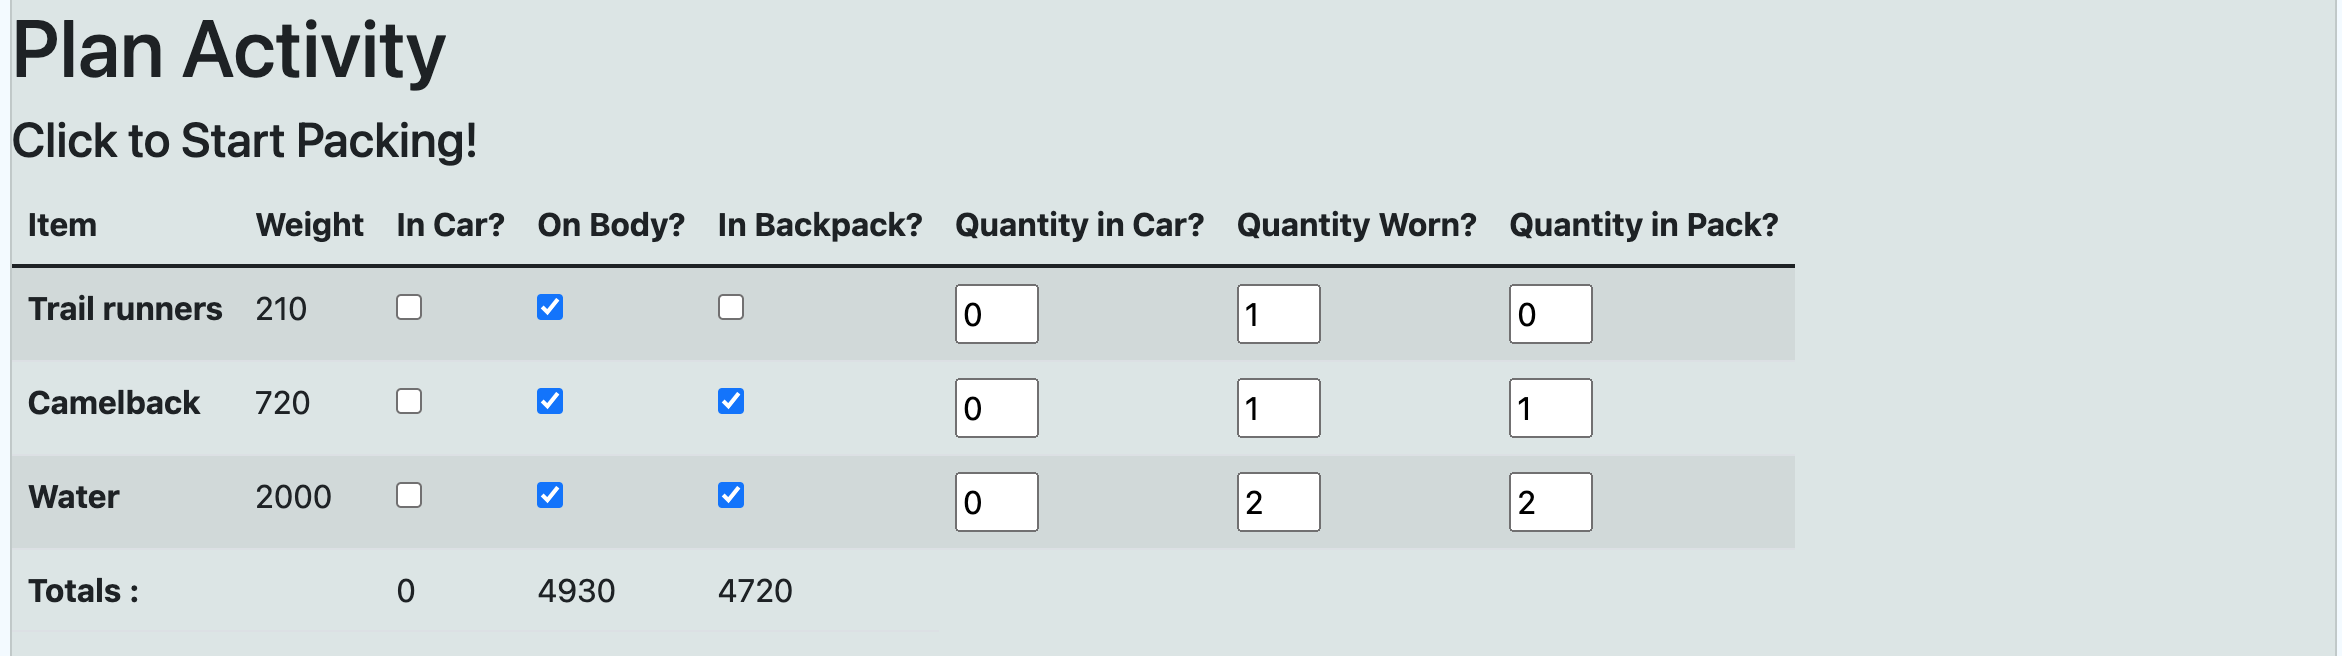 Plan Activity
Click to Start Packing!
Item Weight In Car? On Body? In Backpack? Quantity in Car? Quantity Worn? Quantity in Pack?
Trail runners 210 0 1 0
Camelback 720 0 1 1
Water 2000 0 2 2
Totals : 0 4930 4720